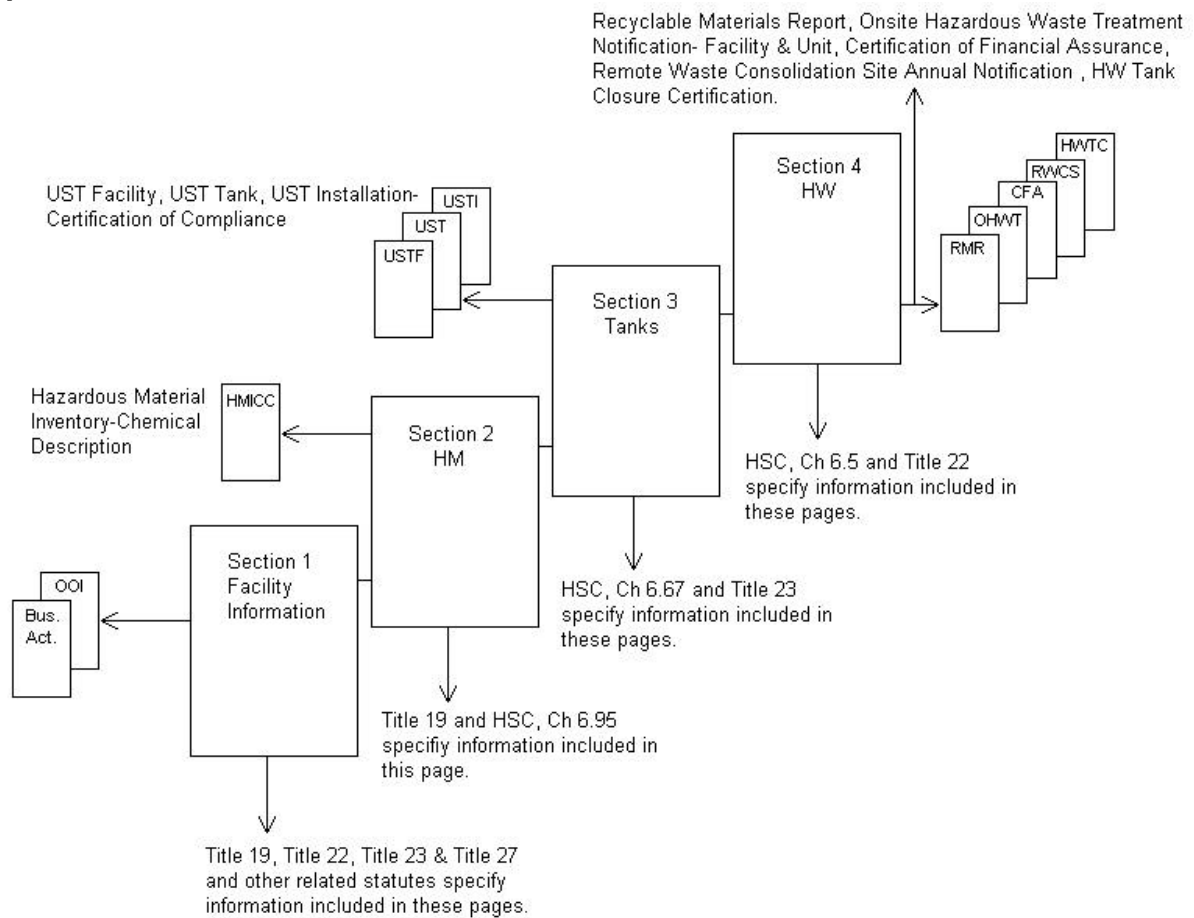 Recyclable Materials Report, Onsite Hazardous Waste Treatment
Notification- Facility & Unit, Certification of Financial Assurance,
Remote Waste Consolidation Site Annual Notification , HW Tank
Closure Certification.
HWTC
RWCS
CFA
OHWT
RMR
Section 4
HW
UST Facility, UST Tank, UST Installation-
Certification of Compliance
USTI
UST
USTF
Section 3
Tanks
Hazardous Material
Inventory-Chemical
Description
HMICC
Section 2
HM
HSC, Ch 6.5 and Title 22
specify information included in
these pages.
Section 1
Facility
Information
OOI
Bus.
Act.
HSC, Ch 6.67 and Title 23
specify information included in
these pages.
Title 19 and HSC, Ch 6.95
specifiy information included in
this page.
Title 19, Title 22, Title 23 & Title 27
and other related statutes specify
information included in these pages.